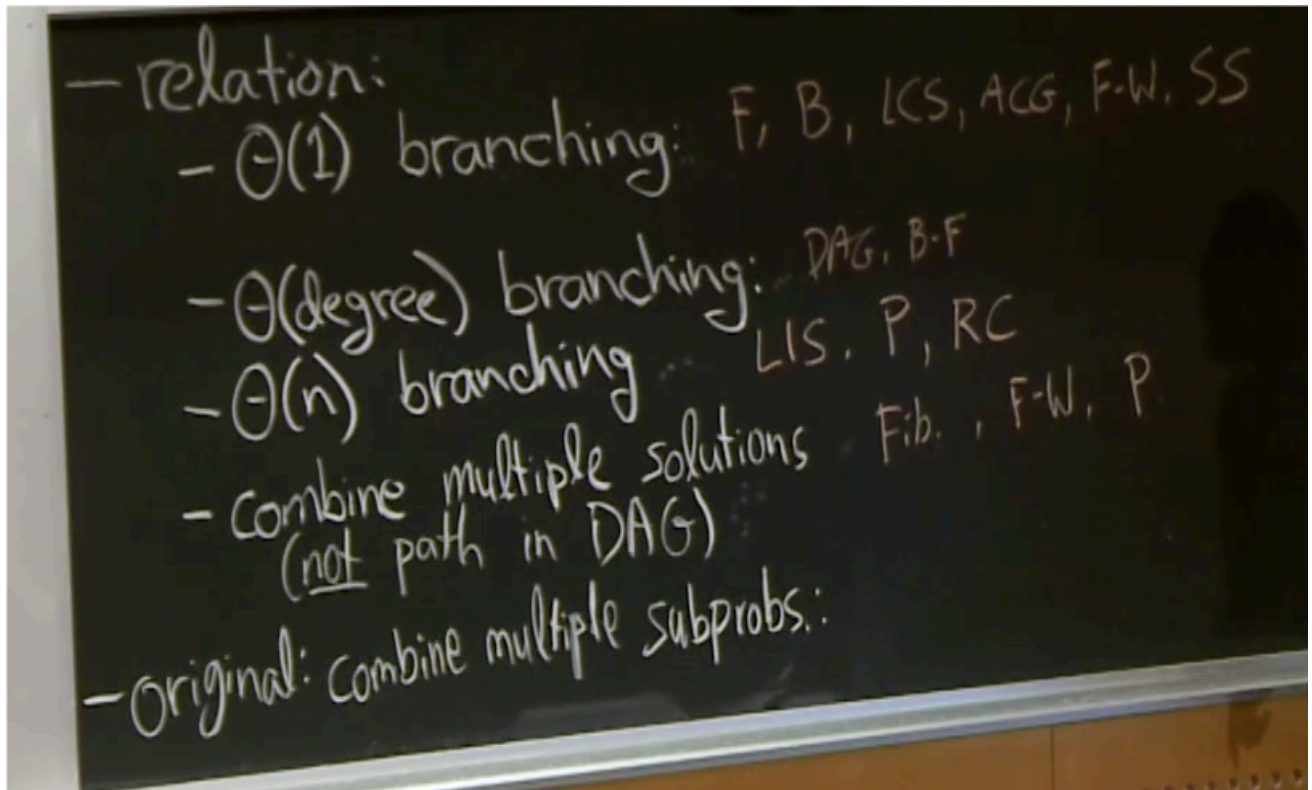 - relation:
- Θ(1) branching: F, B, LCS, ACG, F-W, SS
- Θ(degree) branching: DAG, B-F
- Θ(n) branching LIS, P, RC
- combine multiple solutions Fib., F-W, P
(not path in DAG)
- original: combine multiple subprobs.: